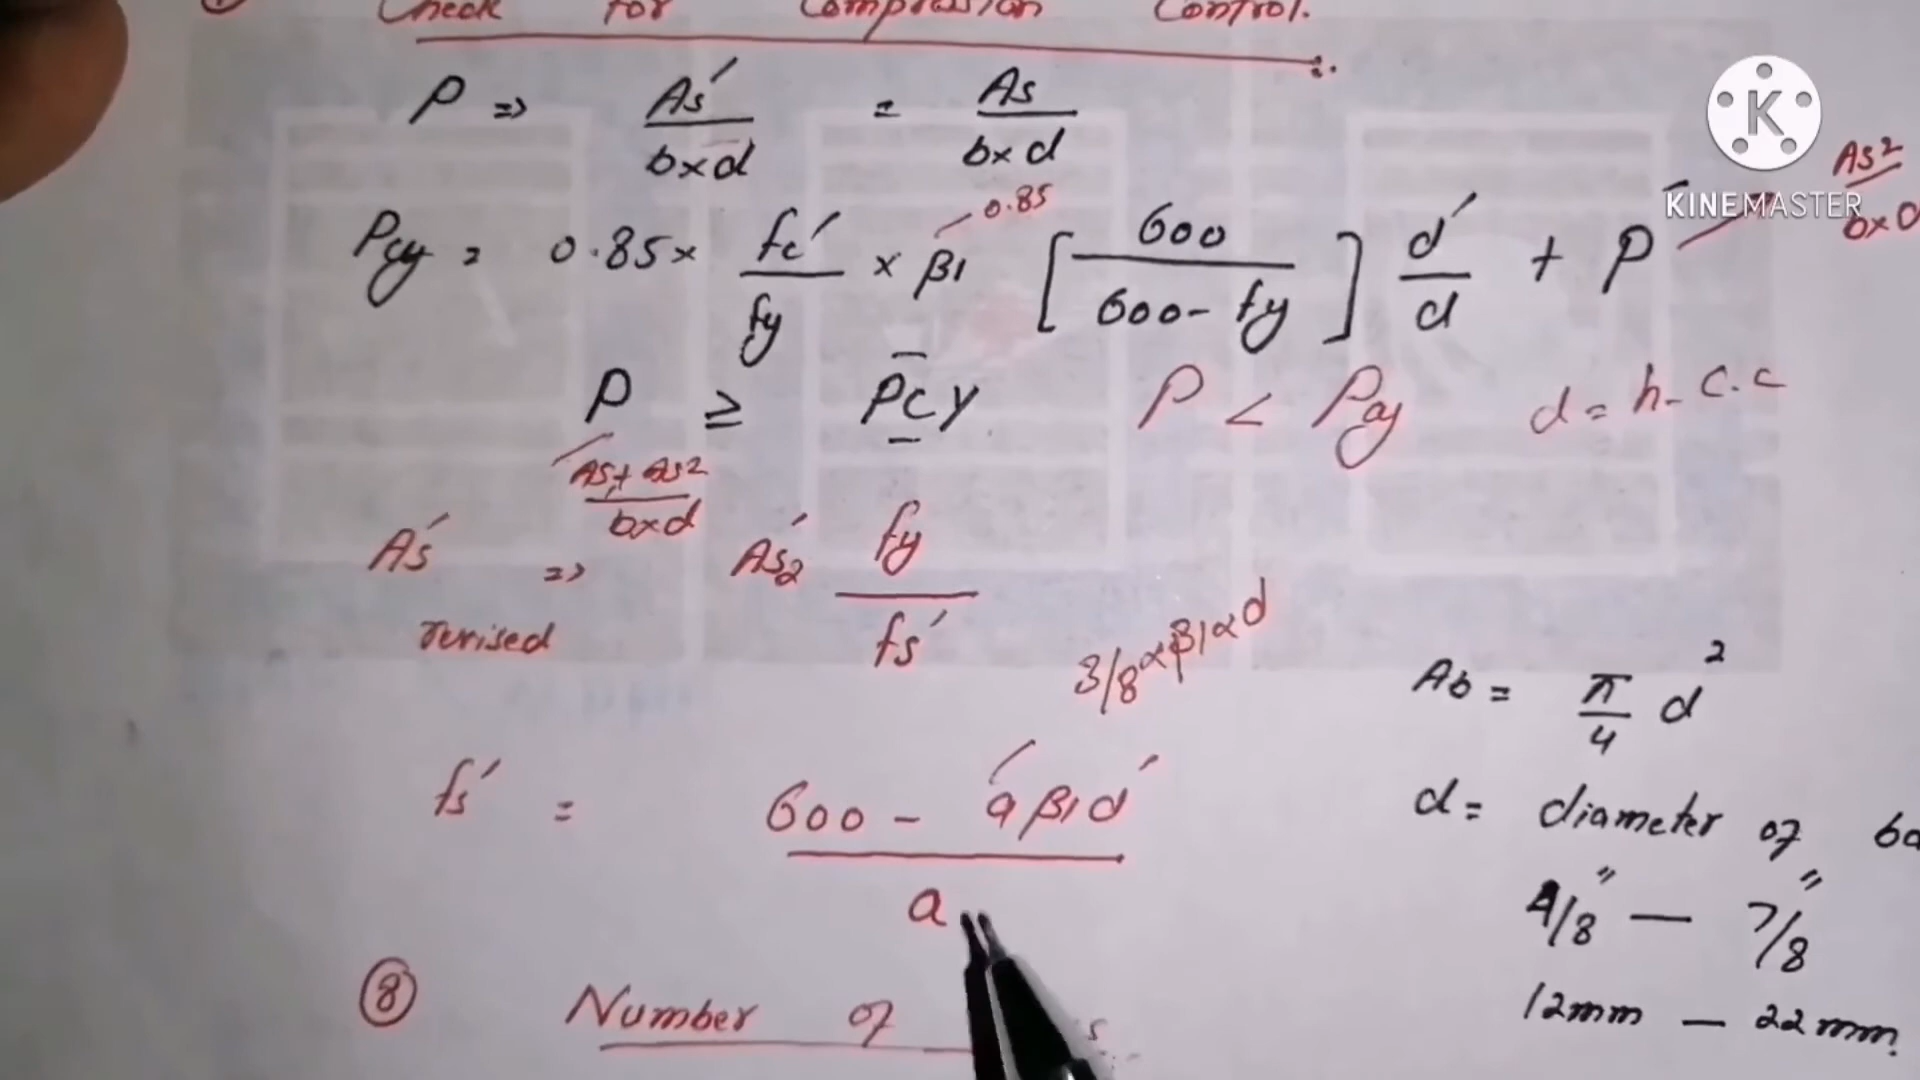 Check for Compression Control.
ρ => As′ / b×d = As / b×d
ρcy = 0.85 × fc′ / fy × β1 [ 600 / 600 - fy ] d′ / d + ρ′
0.85
As2 / b×d
ρ ≥ ρcy
ρ < ρcy
d = h - c.c
As1 + As2 / b×d
As′ => As′2 fy / fs′
revised
3/8 × β1 × d
fs′ = 600 - a β1 d′ / a
Ab = π/4 d²
d = diameter of
4/8" — 7/8"
12mm — 22mm.
⑧ Number of
K
KINEMASTER